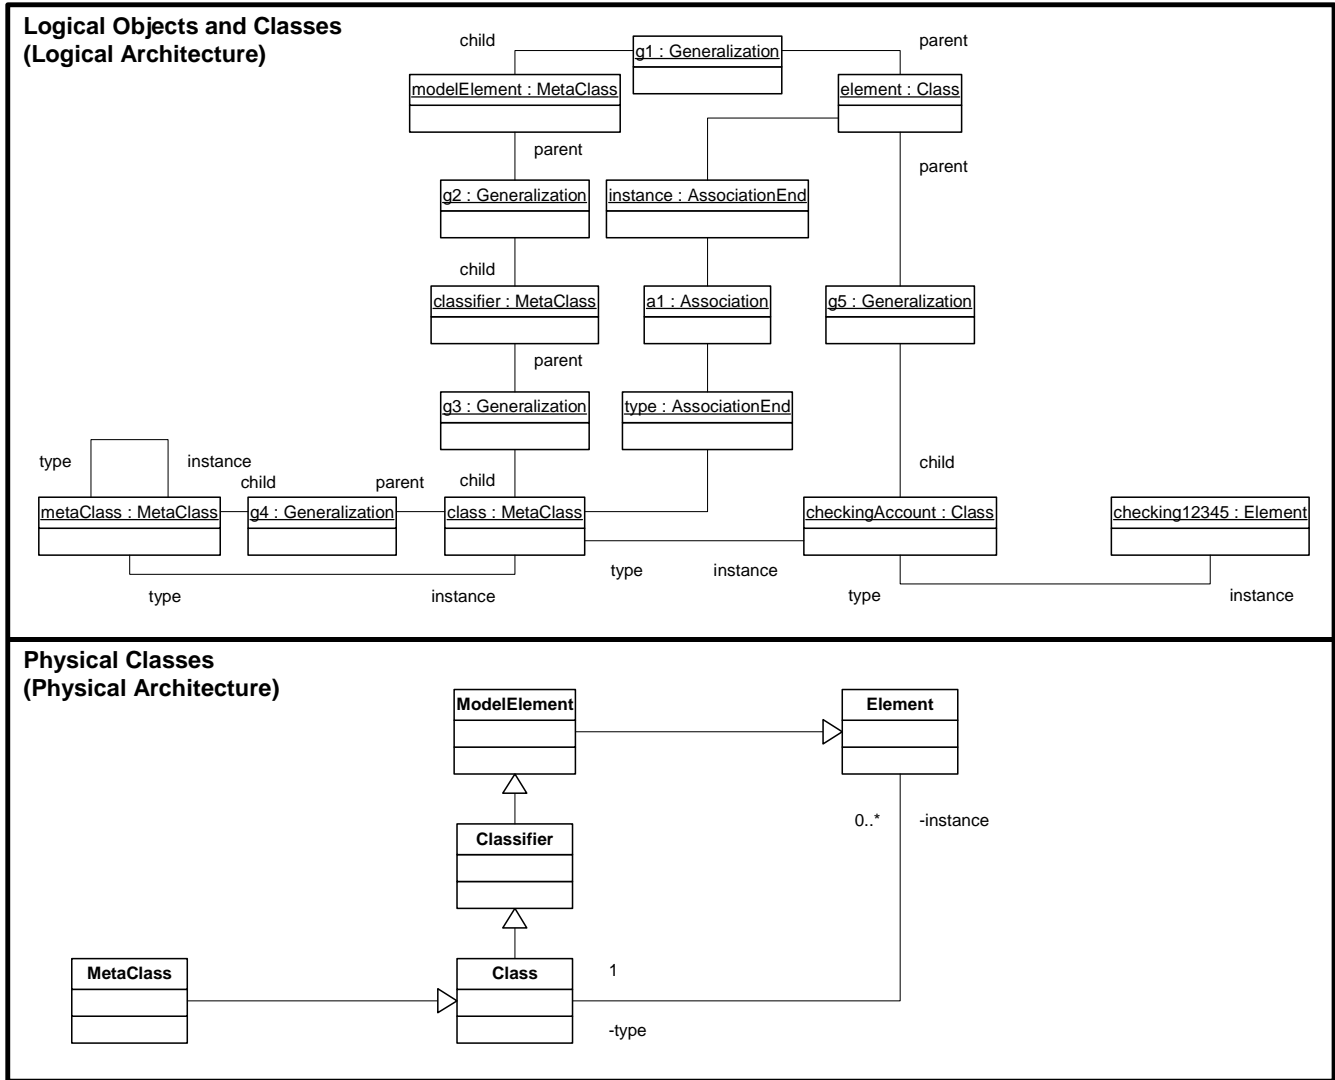 Logical Objects and Classes
(Logical Architecture)
child
g1 : Generalization
parent
modelElement : MetaClass
element : Class
parent
parent
g2 : Generalization
instance : AssociationEnd
child
classifier : MetaClass
a1 : Association
g5 : Generalization
parent
g3 : Generalization
type : AssociationEnd
type
instance
child
parent
child
child
metaClass : MetaClass
g4 : Generalization
class : MetaClass
checkingAccount : Class
checking12345 : Element
type
instance
type
instance
type
instance
Physical Classes
(Physical Architecture)
ModelElement
Element
0..*
-instance
Classifier
MetaClass
Class
1
-type